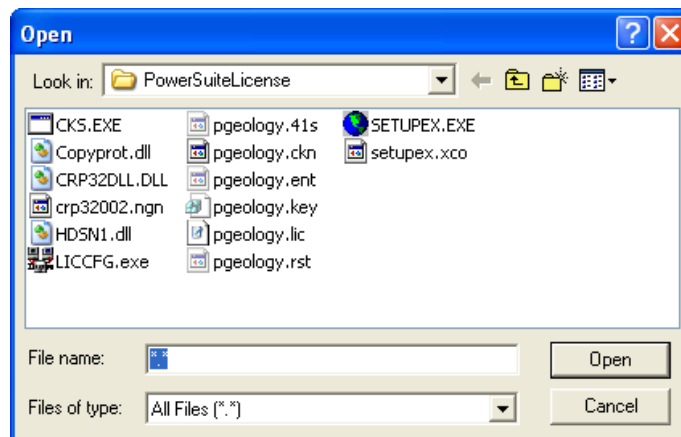 Open
Look in: PowerSuiteLicense
CKS.EXE
Copyprot.dll
CRP32DLL.DLL
crp32002.ngn
HDSN1.dll
LICCFG.exe
pgeology.41s
pgeology.ckn
pgeology.ent
pgeology.key
pgeology.lic
pgeology.rst
SETUPEX.EXE
setupex.xco
File name: *.*
Open
Files of type: All Files (*.*)
Cancel